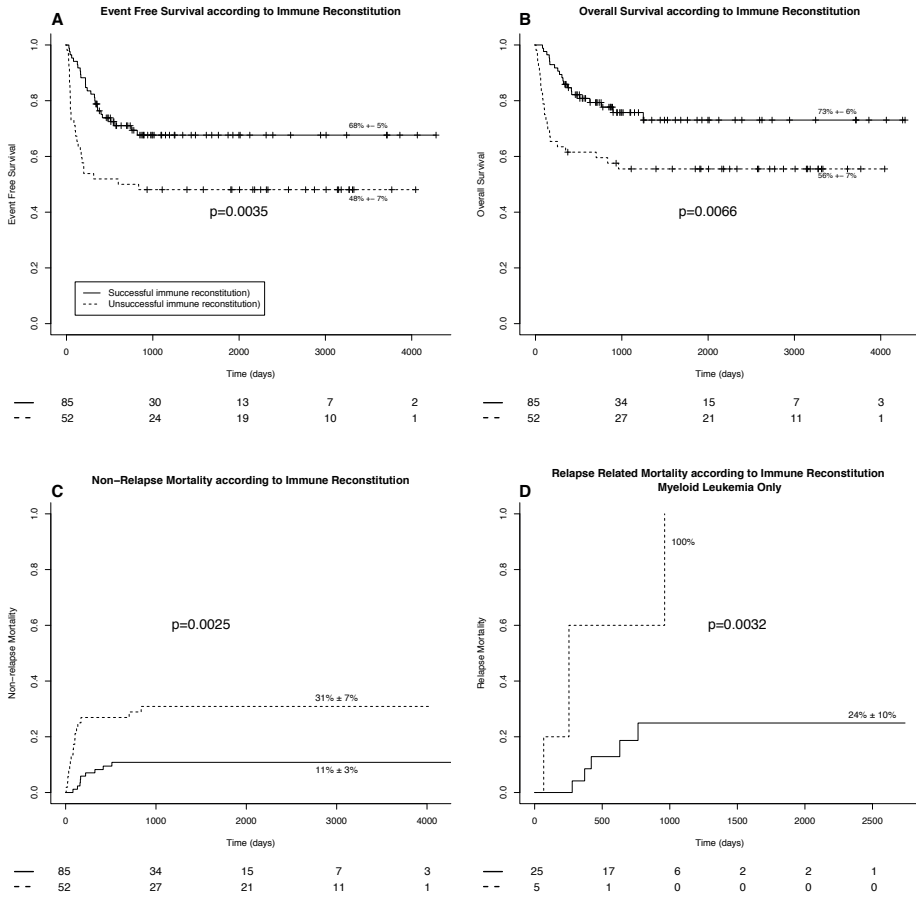 A
Event Free Survival according to Immune Reconstitution
Event Free Survival
1.0
0.8
0.6
0.4
0.2
0.0
68% +− 5%
48% +− 7%
p=0.0035
Successful immune reconstitution)
Unsuccessful immune reconstitution)
0 1000 2000 3000 4000
Time (days)
85 30 13 7 2
52 24 19 10 1
B
Overall Survival according to Immune Reconstitution
Overall Survival
1.0
0.8
0.6
0.4
0.2
0.0
73% +− 6%
56% +− 7%
p=0.0066
0 1000 2000 3000 4000
Time (days)
85 34 15 7 3
52 27 21 11 1
C
Non−Relapse Mortality according to Immune Reconstitution
Non−relapse Mortality
1.0
0.8
0.6
0.4
0.2
0.0
p=0.0025
31% ± 7%
11% ± 3%
0 1000 2000 3000 4000
Time (days)
85 34 15 7 3
52 27 21 11 1
D
Relapse Related Mortality according to Immune Reconstitution
Myeloid Leukemia Only
Relapse Mortality
1.0
0.8
0.6
0.4
0.2
0.0
100%
p=0.0032
24% ± 10%
0 500 1000 1500 2000 2500
Time (days)
25 17 6 2 2 1
5 1 0 0 0 0